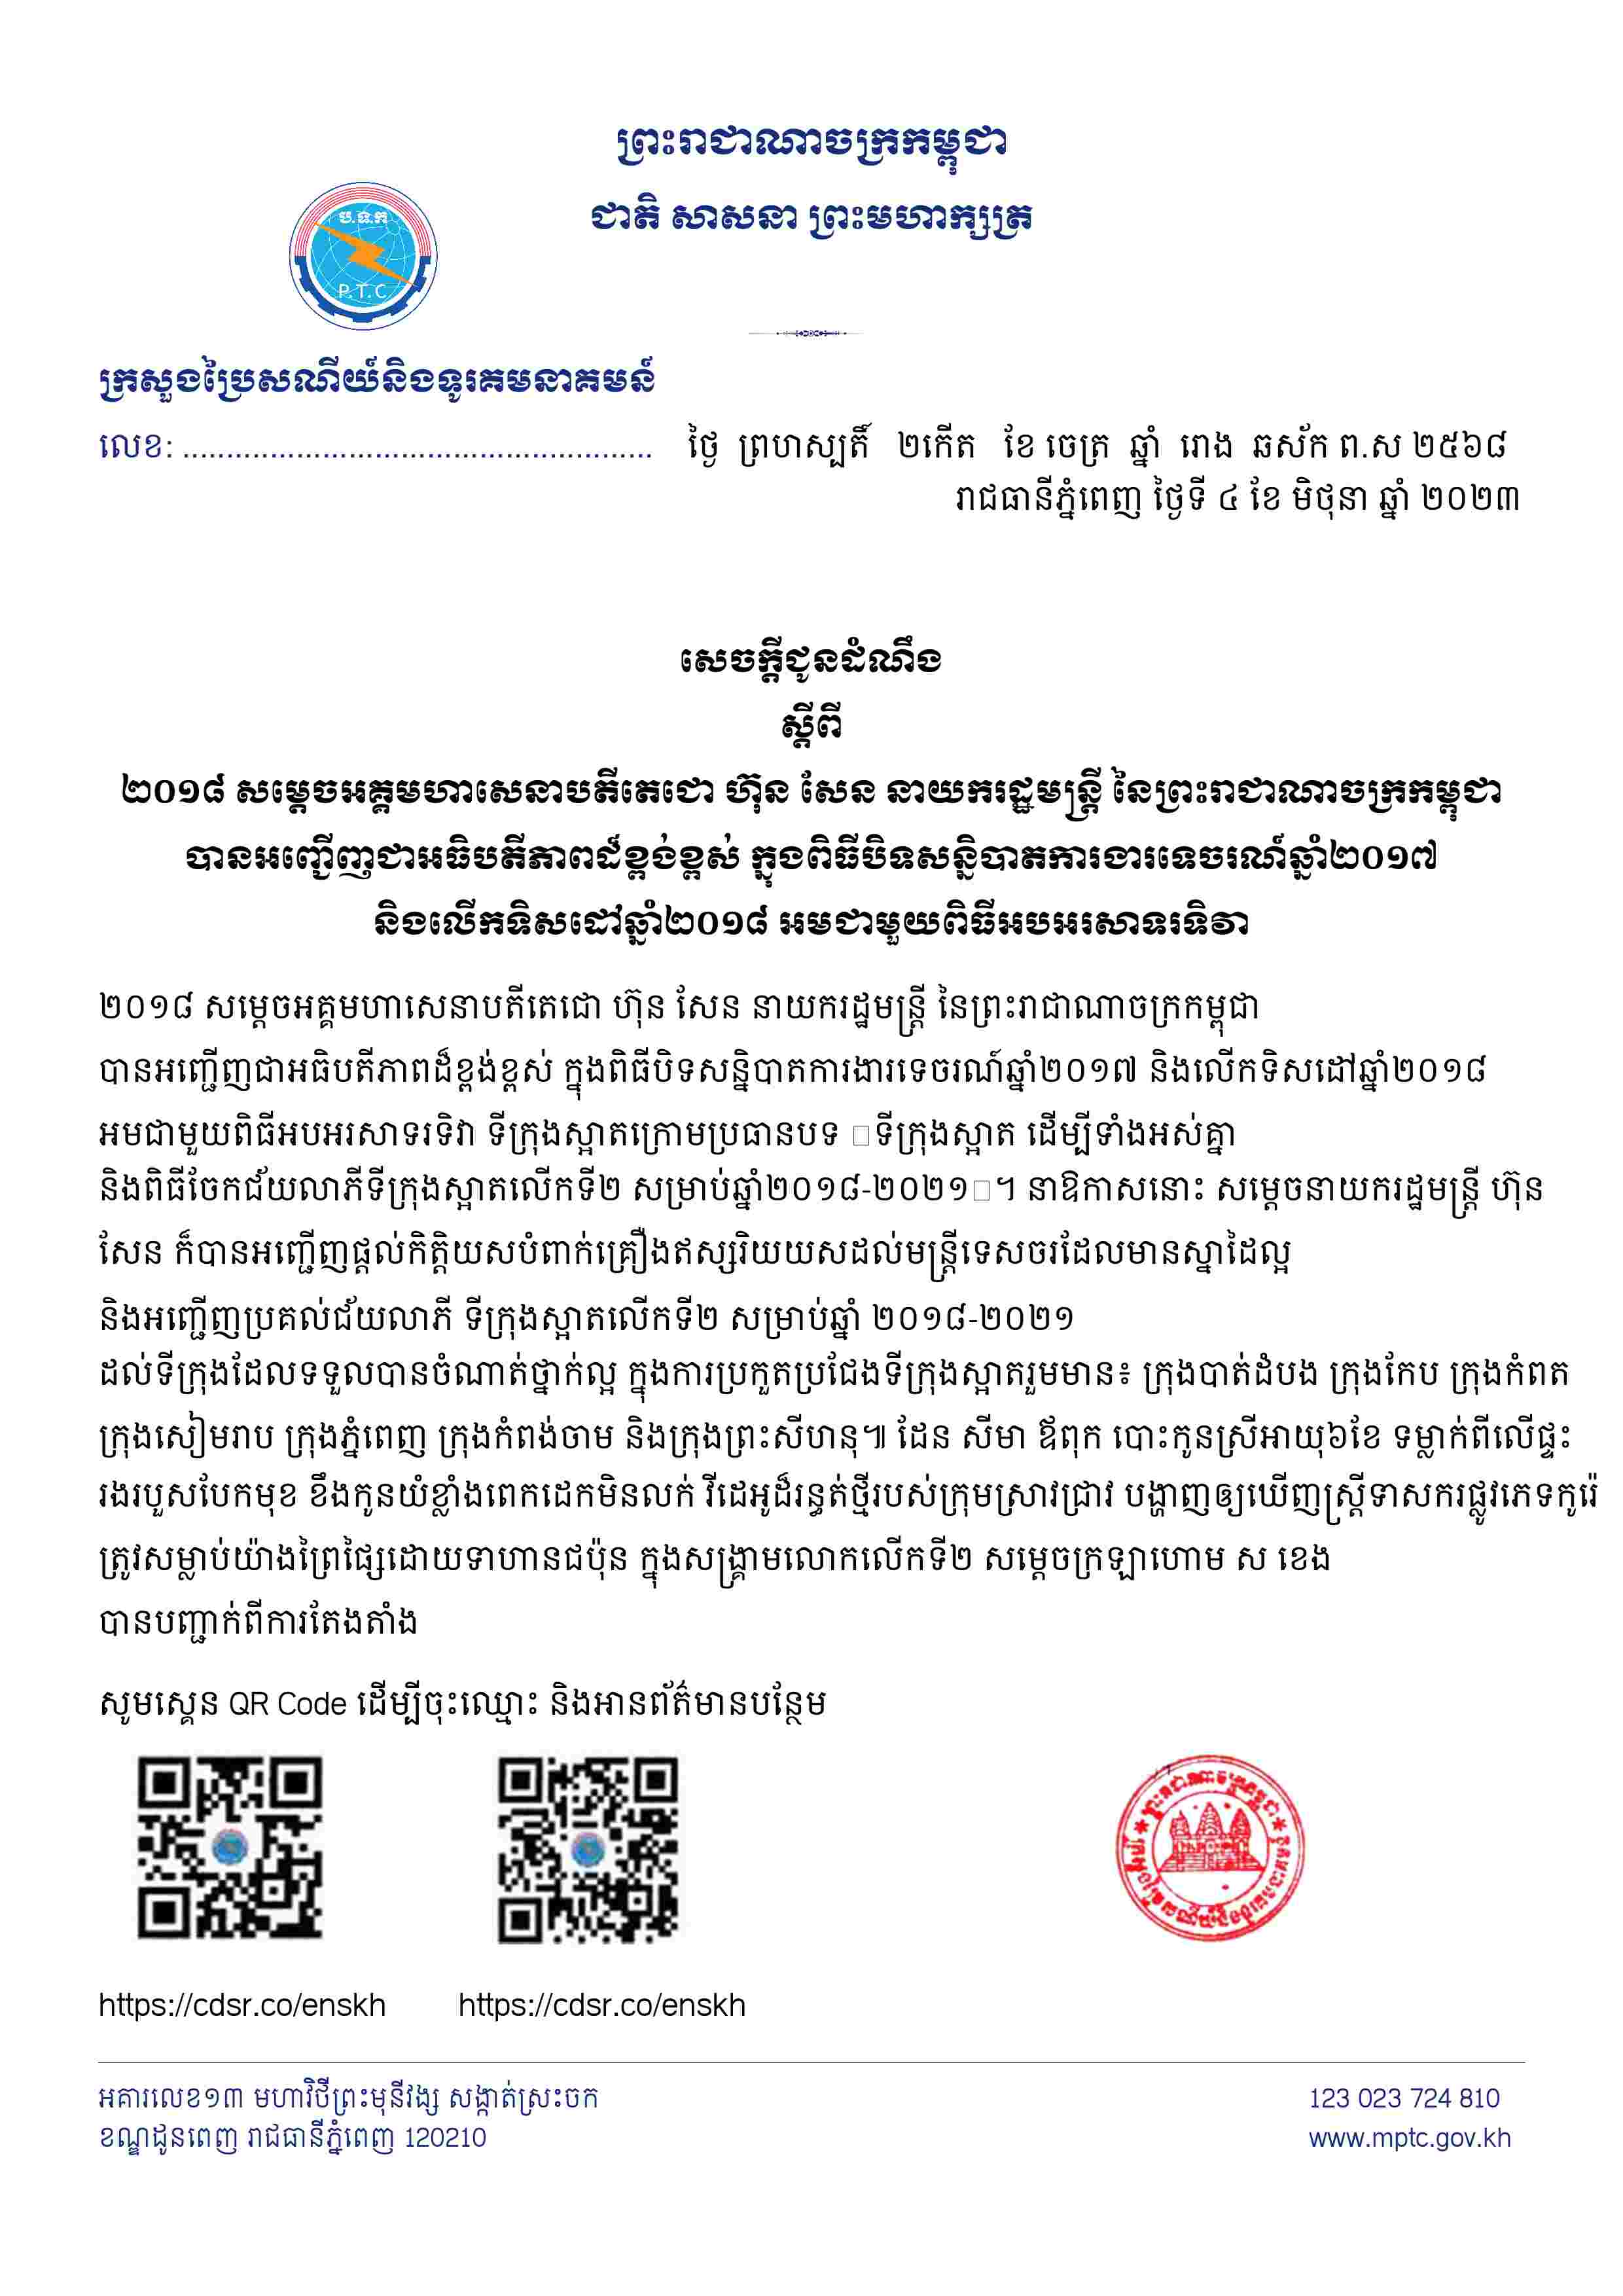 ព្រះរាជាណាចក្រកម្ពុជា
ជាតិ សាសនា ព្រះមហាក្សត្រ
ប.ទ.ក
P.T.C
ក្រសួងប្រៃសណីយ៍និងទូរគមនាគមន៍
លេខ: ......................................................
ថ្ងៃ ព្រហស្បតិ៍ ២កើត ខែ ចេត្រ ឆ្នាំ រោង ឆស័ក ព.ស ២៥៦៨
រាជធានីភ្នំពេញ ថ្ងៃទី ៤ ខែ មិថុនា ឆ្នាំ ២០២៣
សេចក្តីជូនដំណឹង
ស្តីពី
២០១៨ សម្តេចអគ្គមហាសេនាបតីតេជោ ហ៊ុន សែន នាយករដ្ឋមន្ត្រី នៃព្រះរាជាណាចក្រកម្ពុជា
បានអញ្ជើញជាអធិបតីភាពដ៏ខ្ពង់ខ្ពស់ ក្នុងពិធីបិទសន្និបាតការងារទេចរណ៍ឆ្នាំ២០១៧
និងលើកទិសដៅឆ្នាំ២០១៨ អមជាមួយពិធីអបអរសាទរទិវា
២០១៨ សម្តេចអគ្គមហាសេនាបតីតេជោ ហ៊ុន សែន នាយករដ្ឋមន្ត្រី នៃព្រះរាជាណាចក្រកម្ពុជា
បានអញ្ជើញជាអធិបតីភាពដ៏ខ្ពង់ខ្ពស់ ក្នុងពិធីបិទសន្និបាតការងារទេចរណ៍ឆ្នាំ២០១៧ និងលើកទិសដៅឆ្នាំ២០១៨
អមជាមួយពិធីអបអរសាទរទិវា ទីក្រុងស្អាតក្រោមប្រធានបទ ទីក្រុងស្អាត ដើម្បីទាំងអស់គ្នា
និងពិធីចែកជ័យលាភីទីក្រុងស្អាតលើកទី២ សម្រាប់ឆ្នាំ២០១៨-២០២១។ នាឱកាសនោះ សម្តេចនាយករដ្ឋមន្ត្រី ហ៊ុន
សែន ក៏បានអញ្ជើញផ្តល់កិត្តិយសបំពាក់គ្រឿងឥស្សរិយយសដល់មន្ត្រីទេសចរដែលមានស្នាដៃល្អ
និងអញ្ជើញប្រគល់ជ័យលាភី ទីក្រុងស្អាតលើកទី២ សម្រាប់ឆ្នាំ ២០១៨-២០២១
ដល់ទីក្រុងដែលទទួលបានចំណាត់ថ្នាក់ល្អ ក្នុងការប្រកួតប្រជែងទីក្រុងស្អាតរួមមាន៖ ក្រុងបាត់ដំបង ក្រុងកែប ក្រុងកំពត
ក្រុងសៀមរាប ក្រុងភ្នំពេញ ក្រុងកំពង់ចាម និងក្រុងព្រះសីហនុ៕ ដែន សីមា ឪពុក បោះកូនស្រីអាយុ៦ខែ ទម្លាក់ពីលើផ្ទះ
រងរបួសបែកមុខ ខឹងកូនយំខ្លាំងពេកដេកមិនលក់ វីដេអូដ៏រន្ធត់ថ្មីរបស់ក្រុមស្រាវជ្រាវ បង្ហាញឲ្យឃើញស្ត្រីទាសករផ្លូវភេទកូរ៉េ
ត្រូវសម្លាប់យ៉ាងព្រៃផ្សៃដោយទាហានជប៉ុន ក្នុងសង្គ្រាមលោកលើកទី២ សម្តេចក្រឡាហោម ស ខេង
បានបញ្ជាក់ពីការតែងតាំង
សូមស្គេន QR Code ដើម្បីចុះឈ្មោះ និងអានព័ត៌មានបន្ថែម
ព្រះរាជាណាចក្រកម្ពុជា
https://cdsr.co/enskh https://cdsr.co/enskh
អគារលេខ១៣ មហាវិថីព្រះមុនីវង្ស សង្កាត់ស្រះចក
ខណ្ឌដូនពេញ រាជធានីភ្នំពេញ 120210
123 023 724 810
www.mptc.gov.kh